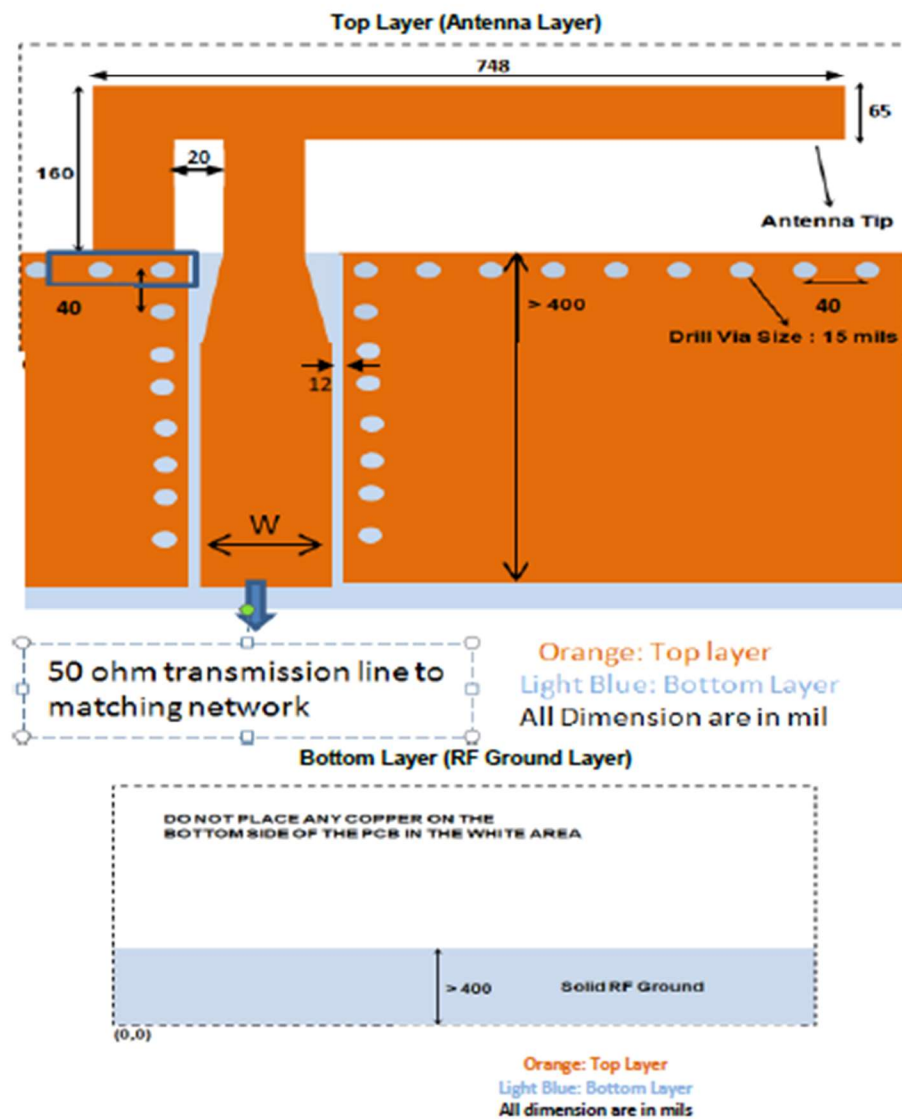 Top Layer (Antenna Layer)
748
65
20
160
Antenna Tip
40
> 400
40
Drill Via Size : 15 mils
12
W
50 ohm transmission line to
matching network
Orange: Top layer
Light Blue: Bottom Layer
All Dimension are in mil
Bottom Layer (RF Ground Layer)
DO NOT PLACE ANY COPPER ON THE
BOTTOM SIDE OF THE PCB IN THE WHITE AREA
> 400
Solid RF Ground
(0,0)
Orange: Top Layer
Light Blue: Bottom Layer
All dimension are in mils